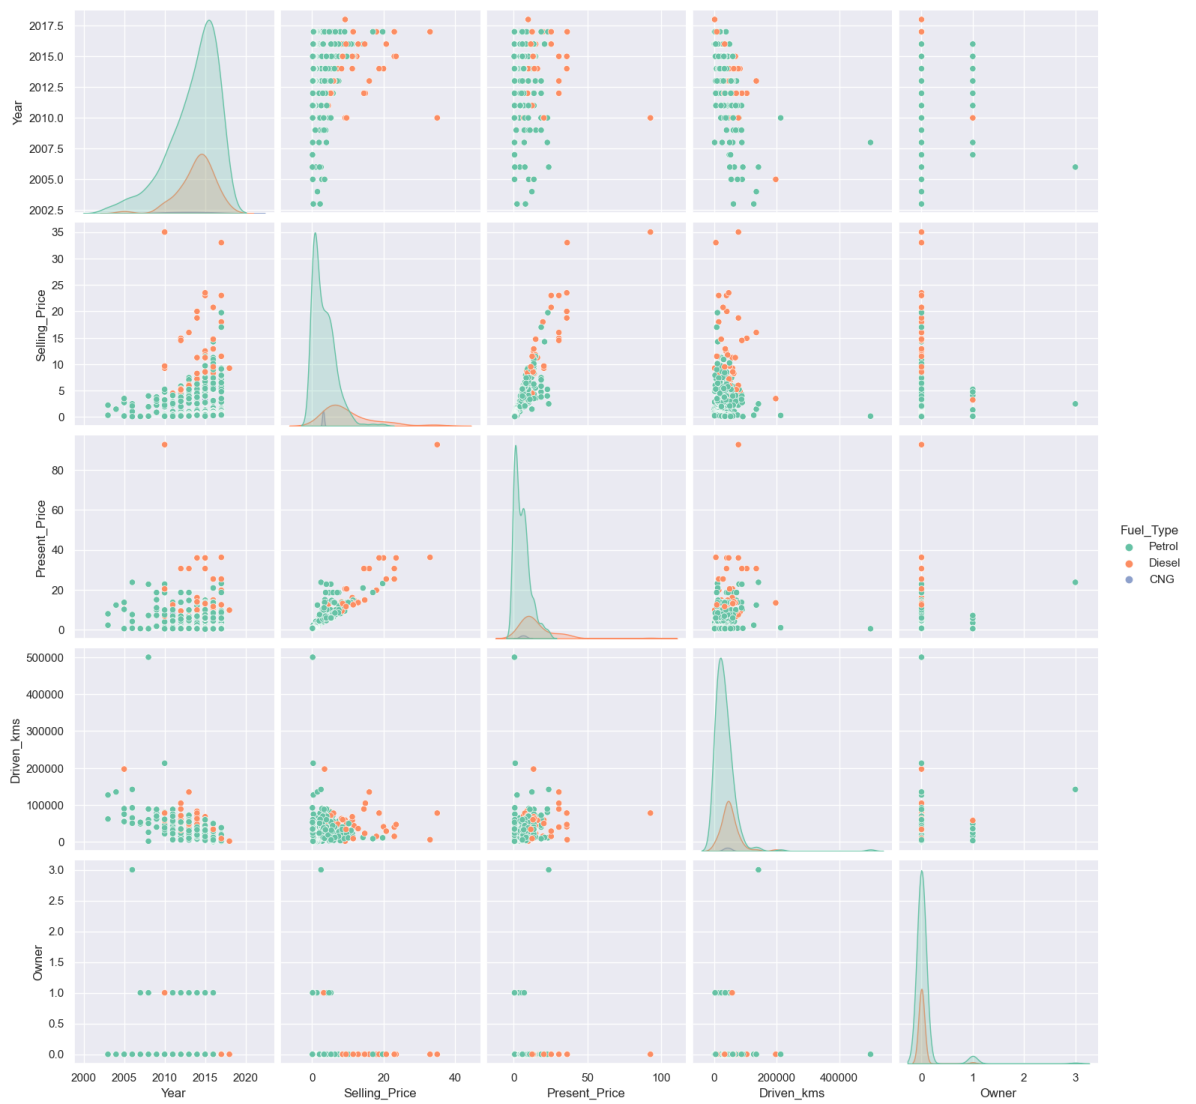 2017.5
2015.0
2012.5
2010.0
2007.5
2005.0
2002.5
Year
35
30
25
20
15
10
5
0
Selling_Price
80
60
40
20
0
Present_Price
Fuel_Type
Petrol
Diesel
CNG
500000
400000
300000
200000
100000
0
Driven_kms
3.0
2.5
2.0
1.5
1.0
0.5
0.0
Owner
2000 2005 2010 2015 2020
0 20 40
0 50 100
0 200000 400000
0 1 2 3
Year Selling_Price Present_Price Driven_kms Owner